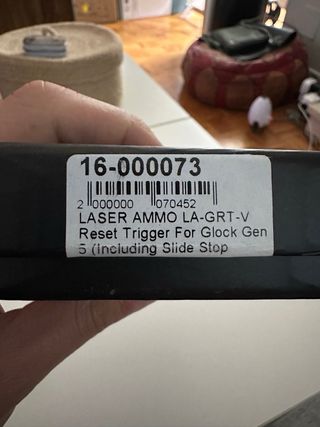 16-000073
2 000000 070452
LASER AMMO LA-GRT-V
Reset Trigger For Glock Gen
5 (Including Slide Stop